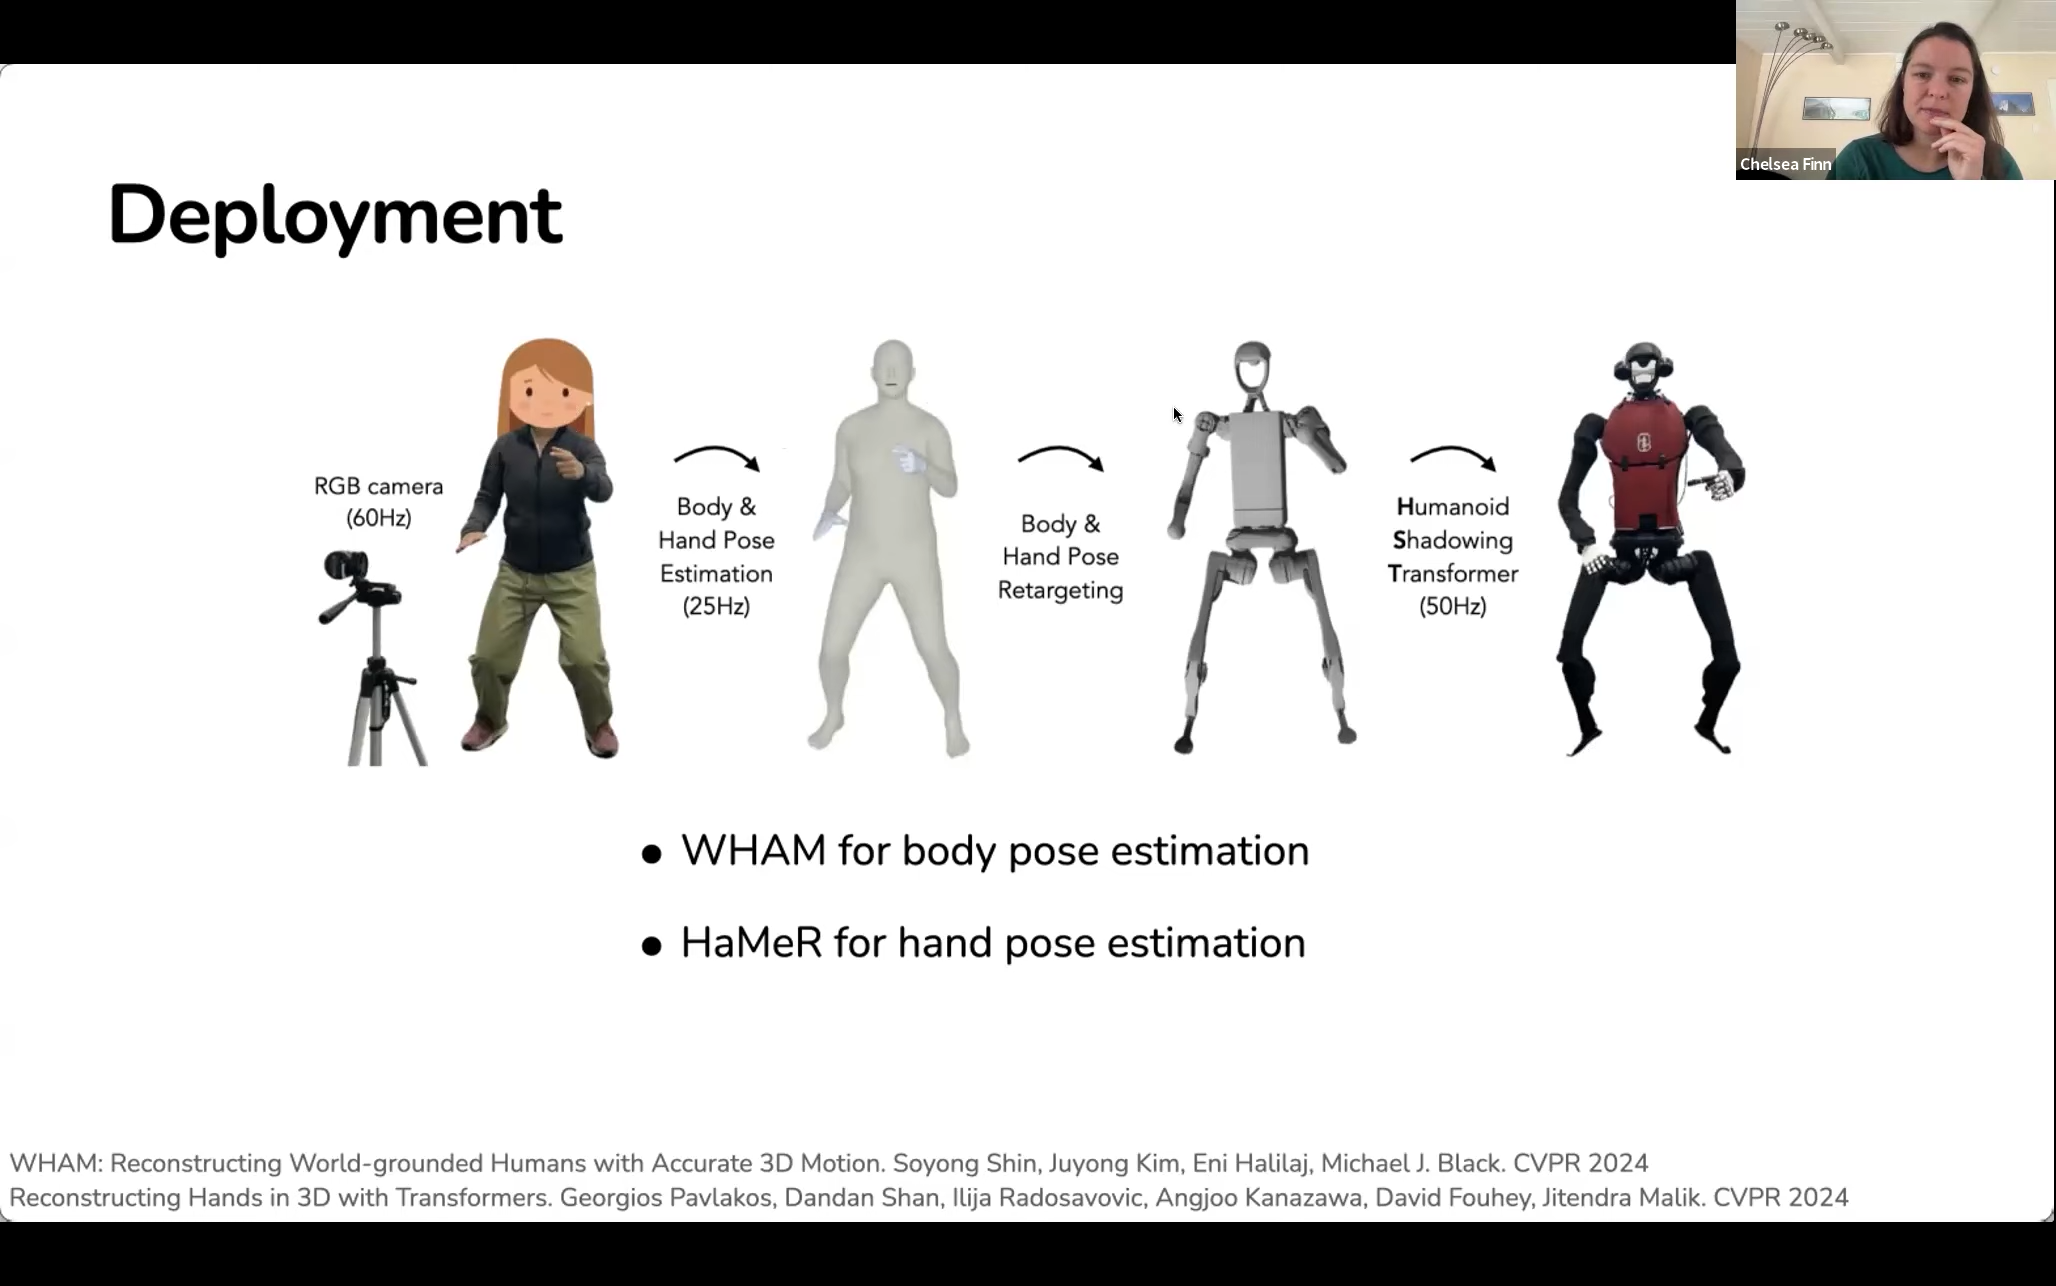 Chelsea Finn
Deployment
RGB camera
(60Hz)
Body &
Hand Pose
Estimation
(25Hz)
Body &
Hand Pose
Retargeting
Humanoid
Shadowing
Transformer
(50Hz)
● WHAM for body pose estimation
● HaMeR for hand pose estimation
WHAM: Reconstructing World-grounded Humans with Accurate 3D Motion. Soyong Shin, Juyong Kim, Eni Halilaj, Michael J. Black. CVPR 2024
Reconstructing Hands in 3D with Transformers. Georgios Pavlakos, Dandan Shan, Ilija Radosavovic, Angjoo Kanazawa, David Fouhey, Jitendra Malik. CVPR 2024